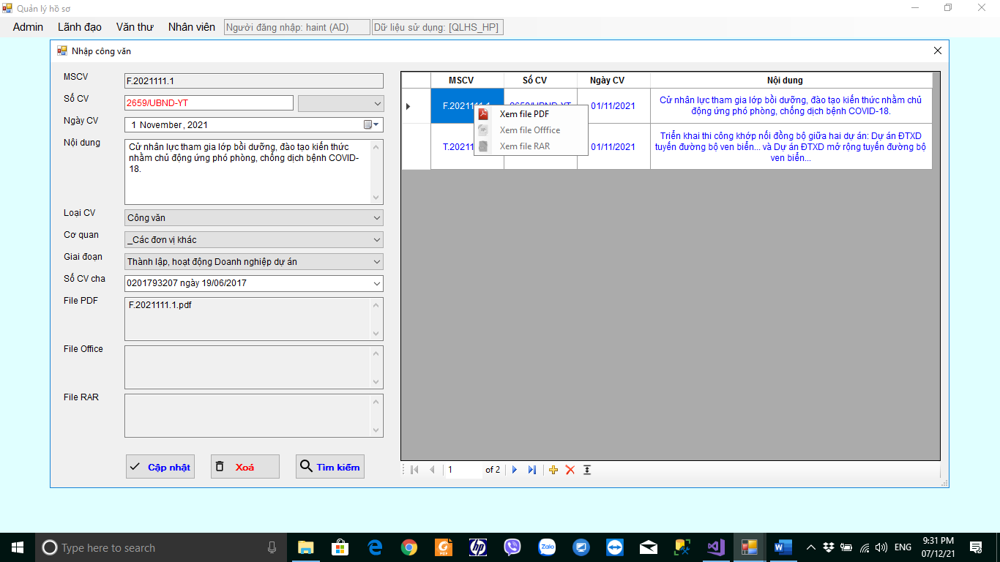 Quản lý hồ sơ
Admin Lãnh đạo Văn thư Nhân viên Người đăng nhập: haint (AD) Dữ liệu sử dụng: [QLHS_HP]
Nhập công văn
MSCV F.2021111.1
Số CV 2659/UBND-YT
Ngày CV 1 November, 2021
Nội dung Cử nhân lực tham gia lớp bồi dưỡng, đào tạo kiến thức
nhằm chủ động ứng phó phòng, chống dịch bệnh COVID-
18.
Loại CV Công văn
Cơ quan _Các đơn vị khác
Giai đoạn Thành lập, hoạt động Doanh nghiệp dự án
Số CV cha 0201793207 ngày 19/06/2017
File PDF F.2021111.1.pdf
File Office
File RAR
Cập nhật Xoá Tìm kiếm
MSCV Số CV Ngày CV Nội dung
01/11/2021 Cử nhân lực tham gia lớp bồi dưỡng, đào tạo kiến thức nhằm chủ
động ứng phó phòng, chống dịch bệnh COVID-18.
T.20211 01/11/2021 Triển khai thi công khớp nối đồng bộ giữa hai dự án: Dự án ĐTXD
tuyến đường bộ ven biển... và Dự án ĐTXD mở rộng tuyến đường bộ
ven biển...
Xem file PDF
Xem file Offfice
Xem file RAR
1 of 2
Type here to search
PDF
hp
Zalo
ENG
9:31 PM
07/12/21